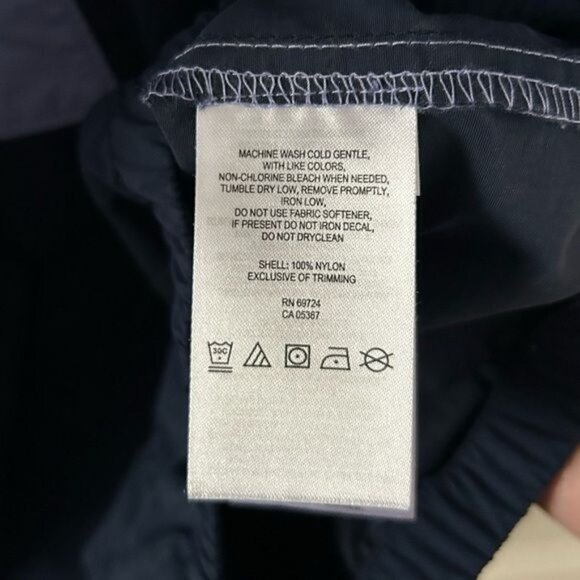 MACHINE WASH COLD GENTLE,
WITH LIKE COLORS,
NON-CHLORINE BLEACH WHEN NEEDED,
TUMBLE DRY LOW, REMOVE PROMPTLY,
IRON LOW,
DO NOT USE FABRIC SOFTENER,
IF PRESENT DO NOT IRON DECAL,
DO NOT DRYCLEAN
SHELL: 100% NYLON
EXCLUSIVE OF TRIMMING
RN 69724
CA 05367
30C